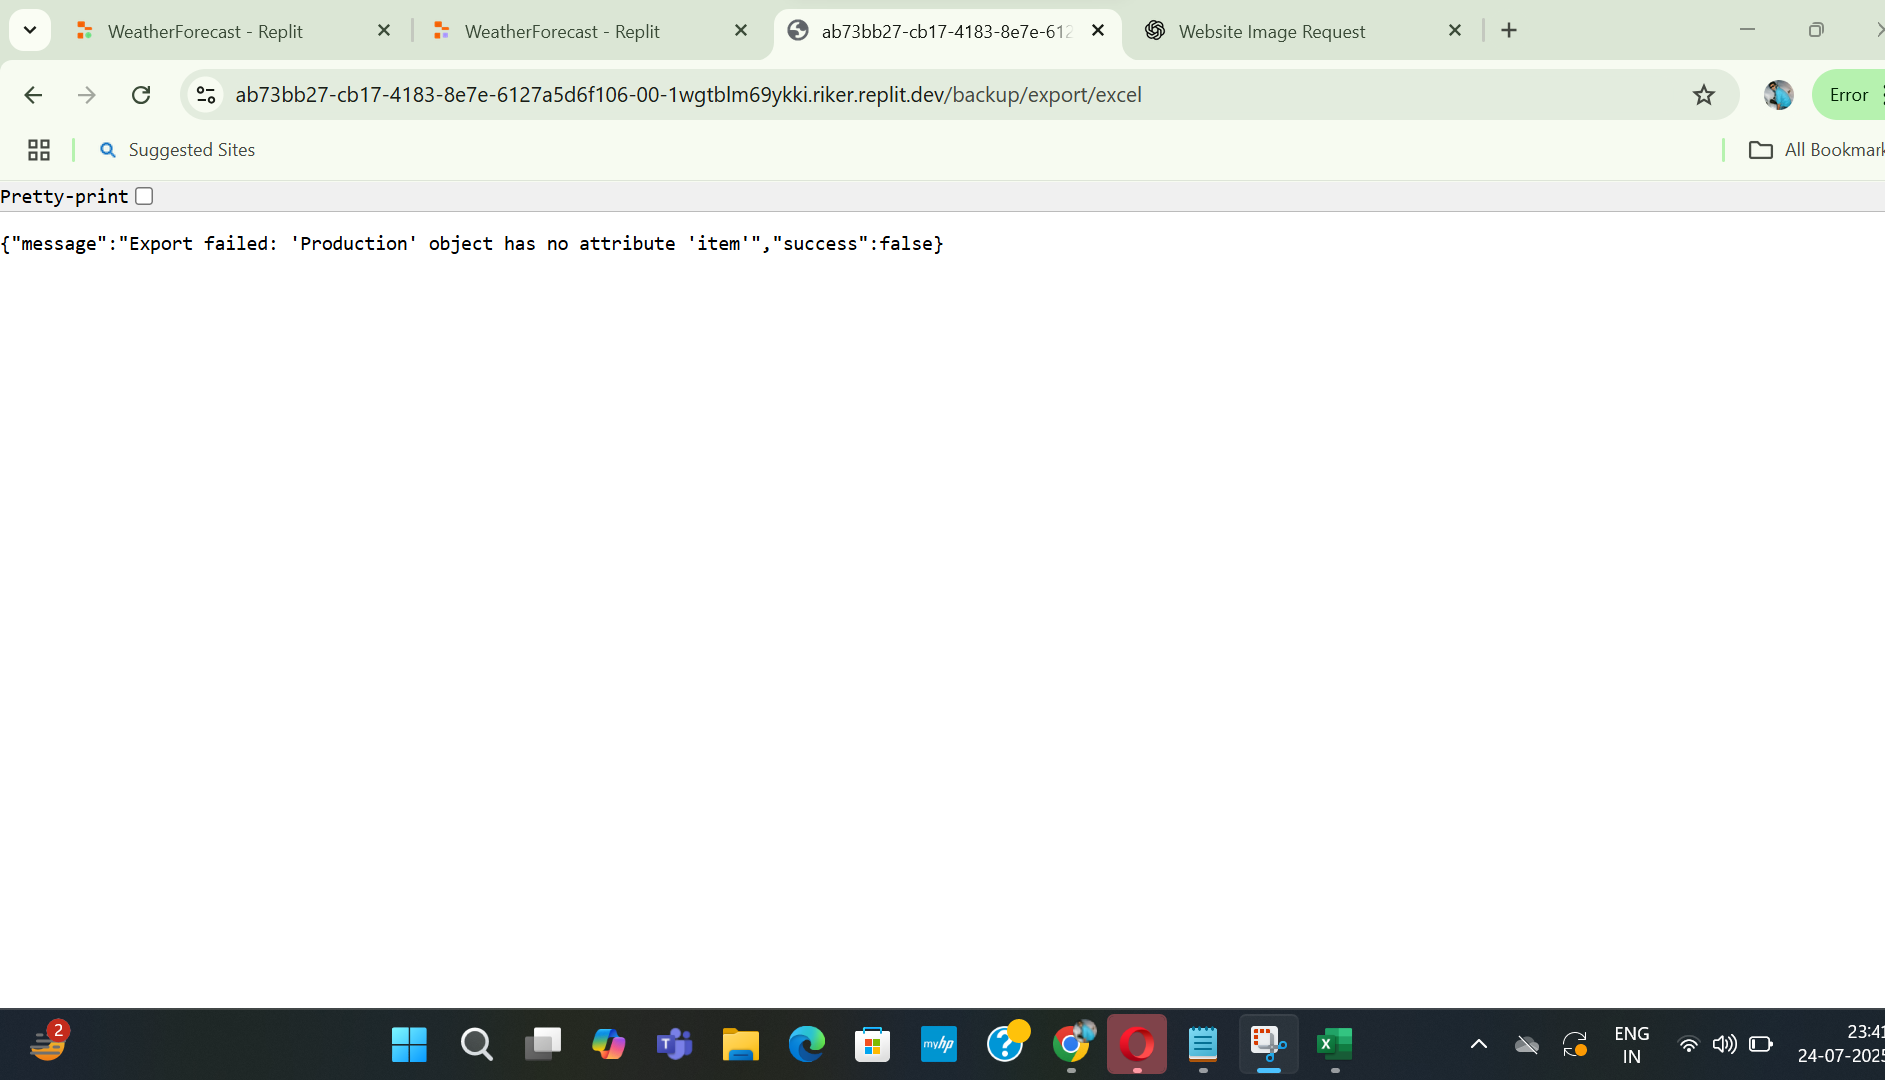 WeatherForecast - Replit
WeatherForecast - Replit
ab73bb27-cb17-4183-8e7e-612
Website Image Request
ab73bb27-cb17-4183-8e7e-6127a5d6f106-00-1wgtblm69ykki.riker.replit.dev/backup/export/excel
Error
Suggested Sites
All Bookmark
Pretty-print
{"message":"Export failed: 'Production' object has no attribute 'item'","success":false}
2
myhp
ENG
IN
23:41
24-07-2025